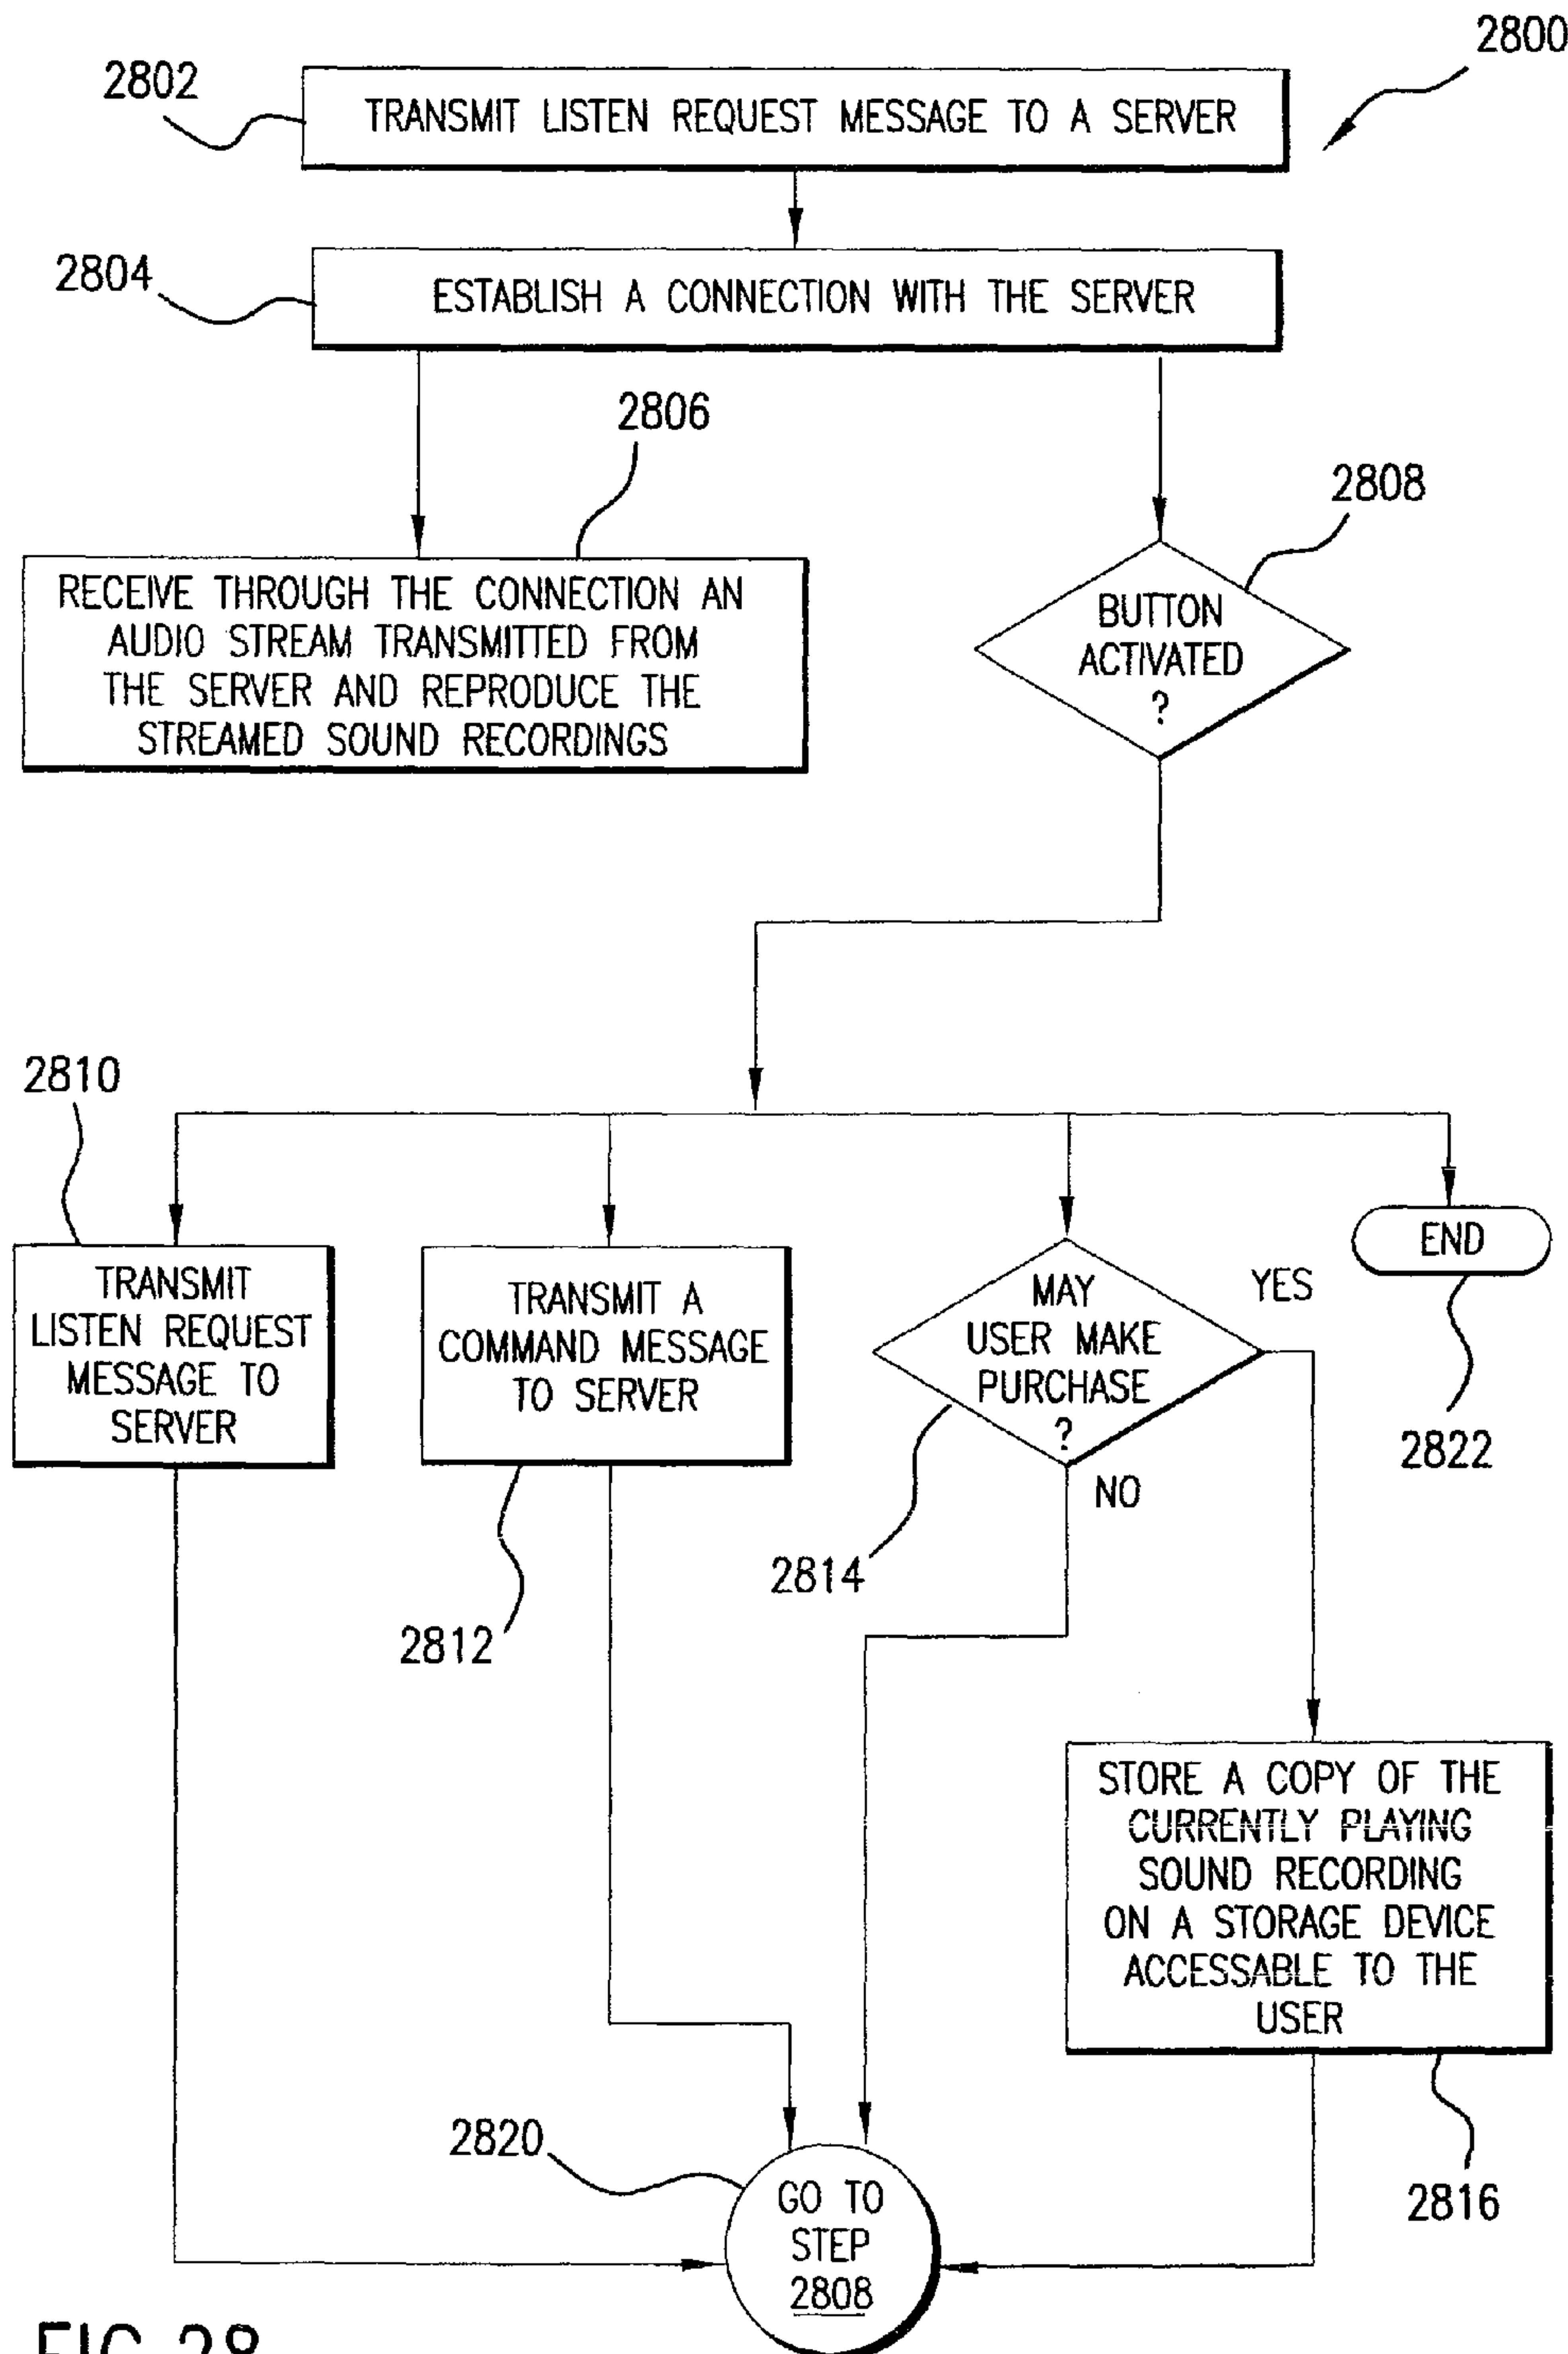 2800
2802
TRANSMIT LISTEN REQUEST MESSAGE TO A SERVER
2804
ESTABLISH A CONNECTION WITH THE SERVER
2806
2808
RECEIVE THROUGH THE CONNECTION AN
AUDIO STREAM TRANSMITTED FROM
THE SERVER AND REPRODUCE THE
STREAMED SOUND RECORDINGS
BUTTON
ACTIVATED
?
2810
TRANSMIT
LISTEN REQUEST
MESSAGE TO
SERVER
TRANSMIT A
COMMAND MESSAGE
TO SERVER
2812
MAY
USER MAKE
PURCHASE
?
YES
NO
2814
END
2822
STORE A COPY OF THE
CURRENTLY PLAYING
SOUND RECORDING
ON A STORAGE DEVICE
ACCESSABLE TO THE
USER
2816
2820
GO TO
STEP
2808
FIG.28